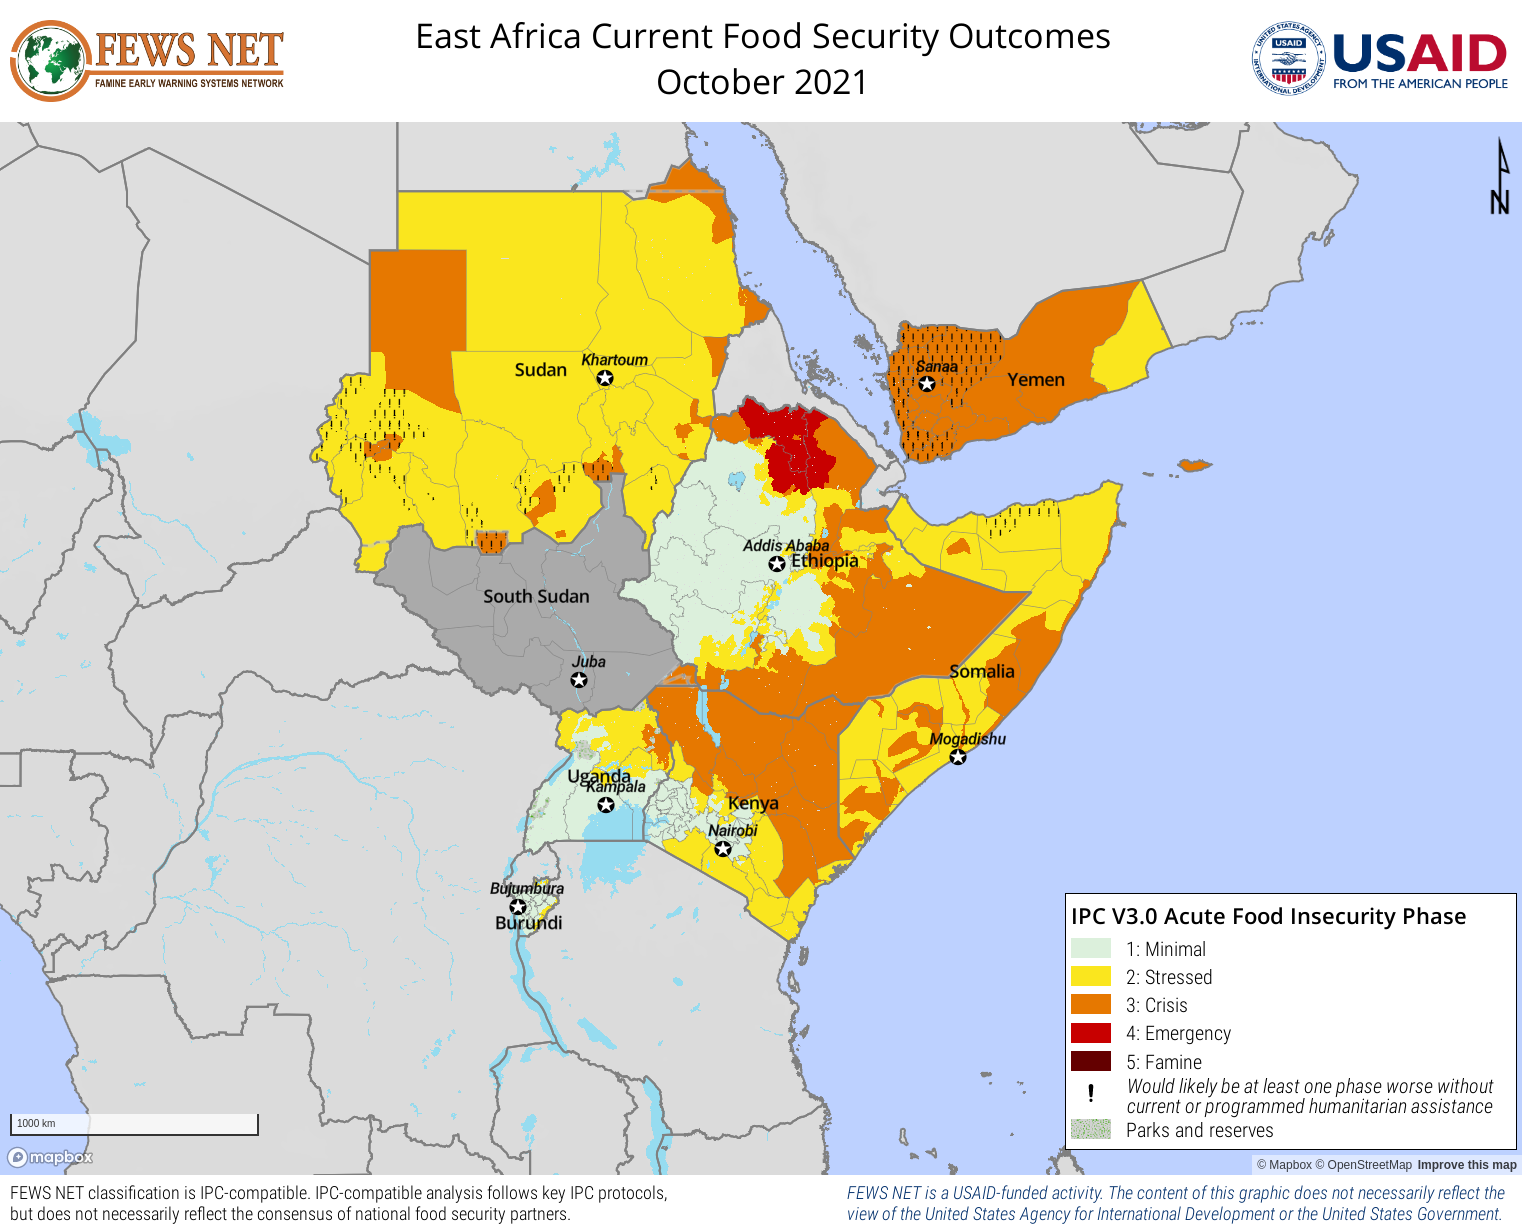 FEWS NET
FAMINE EARLY WARNING SYSTEMS NETWORK
East Africa Current Food Security Outcomes
October 2021
UNITED STATES AGENCY
INTERNATIONAL DEVELOPMENT
USAID
USAID
FROM THE AMERICAN PEOPLE
N
Sudan
Khartoum
Sanaa
Yemen
Addis Ababa
Ethiopia
South Sudan
Juba
Somalia
Mogadishu
Uganda
Kampala
Kenya
Nairobi
Bujumbura
Burundi
IPC V3.0 Acute Food Insecurity Phase
1: Minimal
2: Stressed
3: Crisis
4: Emergency
5: Famine
! Would likely be at least one phase worse without
current or programmed humanitarian assistance
Parks and reserves
1000 km
mapbox
© Mapbox © OpenStreetMap Improve this map
FEWS NET classification is IPC-compatible. IPC-compatible analysis follows key IPC protocols,
but does not necessarily reflect the consensus of national food security partners.
FEWS NET is a USAID-funded activity. The content of this graphic does not necessarily reflect the
view of the United States Agency for International Development or the United States Government.